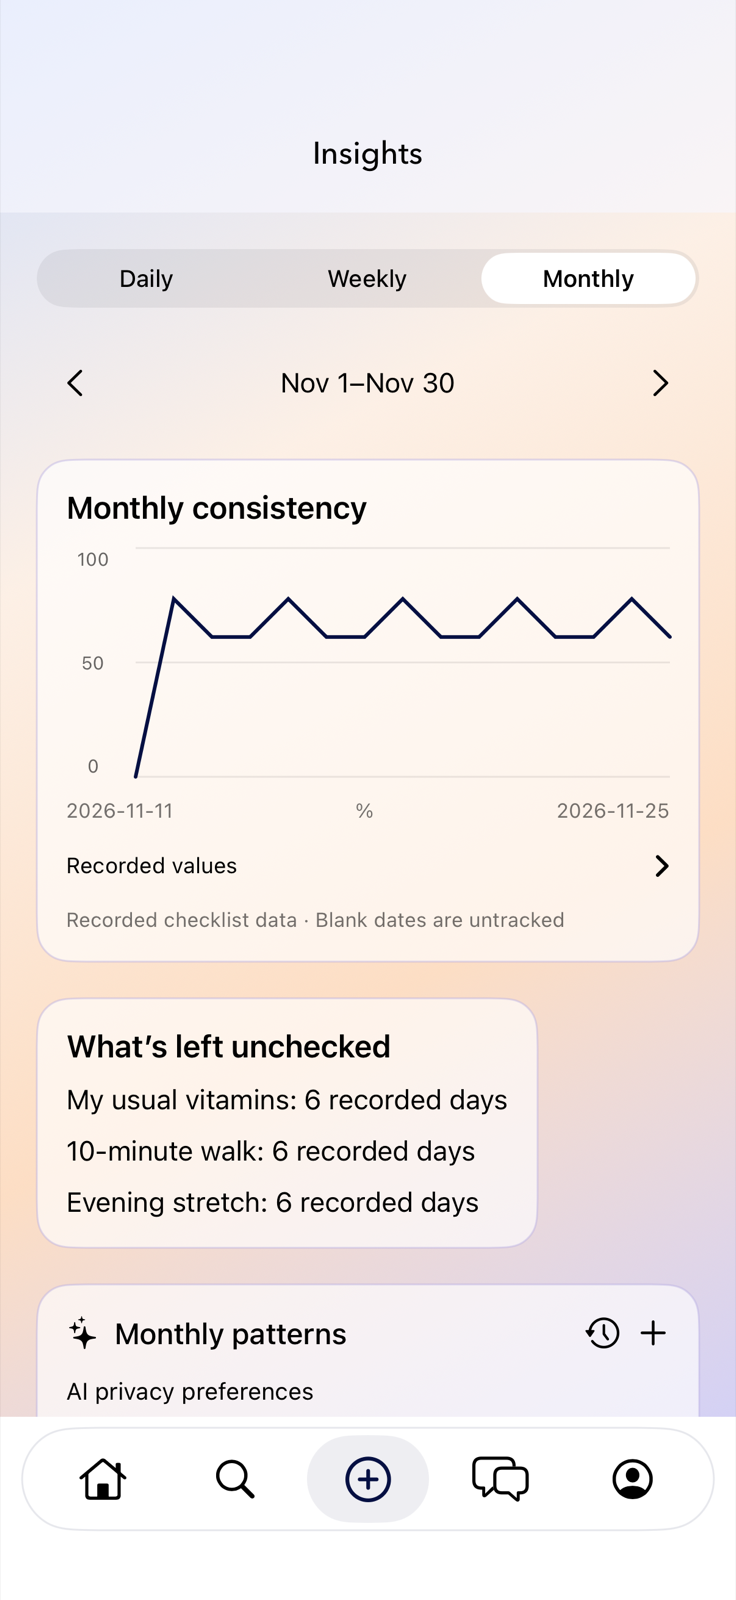 Insights
Daily Weekly Monthly
Nov 1–Nov 30
Monthly consistency
100
50
0
2026-11-11 % 2026-11-25
Recorded values
Recorded checklist data · Blank dates are untracked
What’s left unchecked
My usual vitamins: 6 recorded days
10-minute walk: 6 recorded days
Evening stretch: 6 recorded days
Monthly patterns
AI privacy preferences